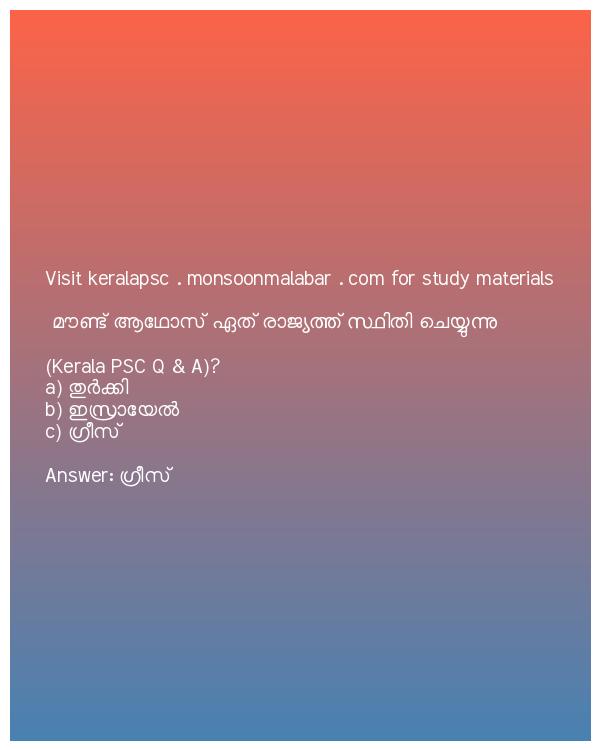 Visit keralapsc . monsoonmalabar . com for study materials
മൗണ്ട് ആഥോസ് ഏത് രാജ്യത്ത് സ്ഥിതി ചെയ്യുന്നു
(Kerala PSC Q & A)?
a) തുർക്കി
b) ഇസ്രായേൽ
c) ഗ്രീസ്
Answer: ഗ്രീസ്